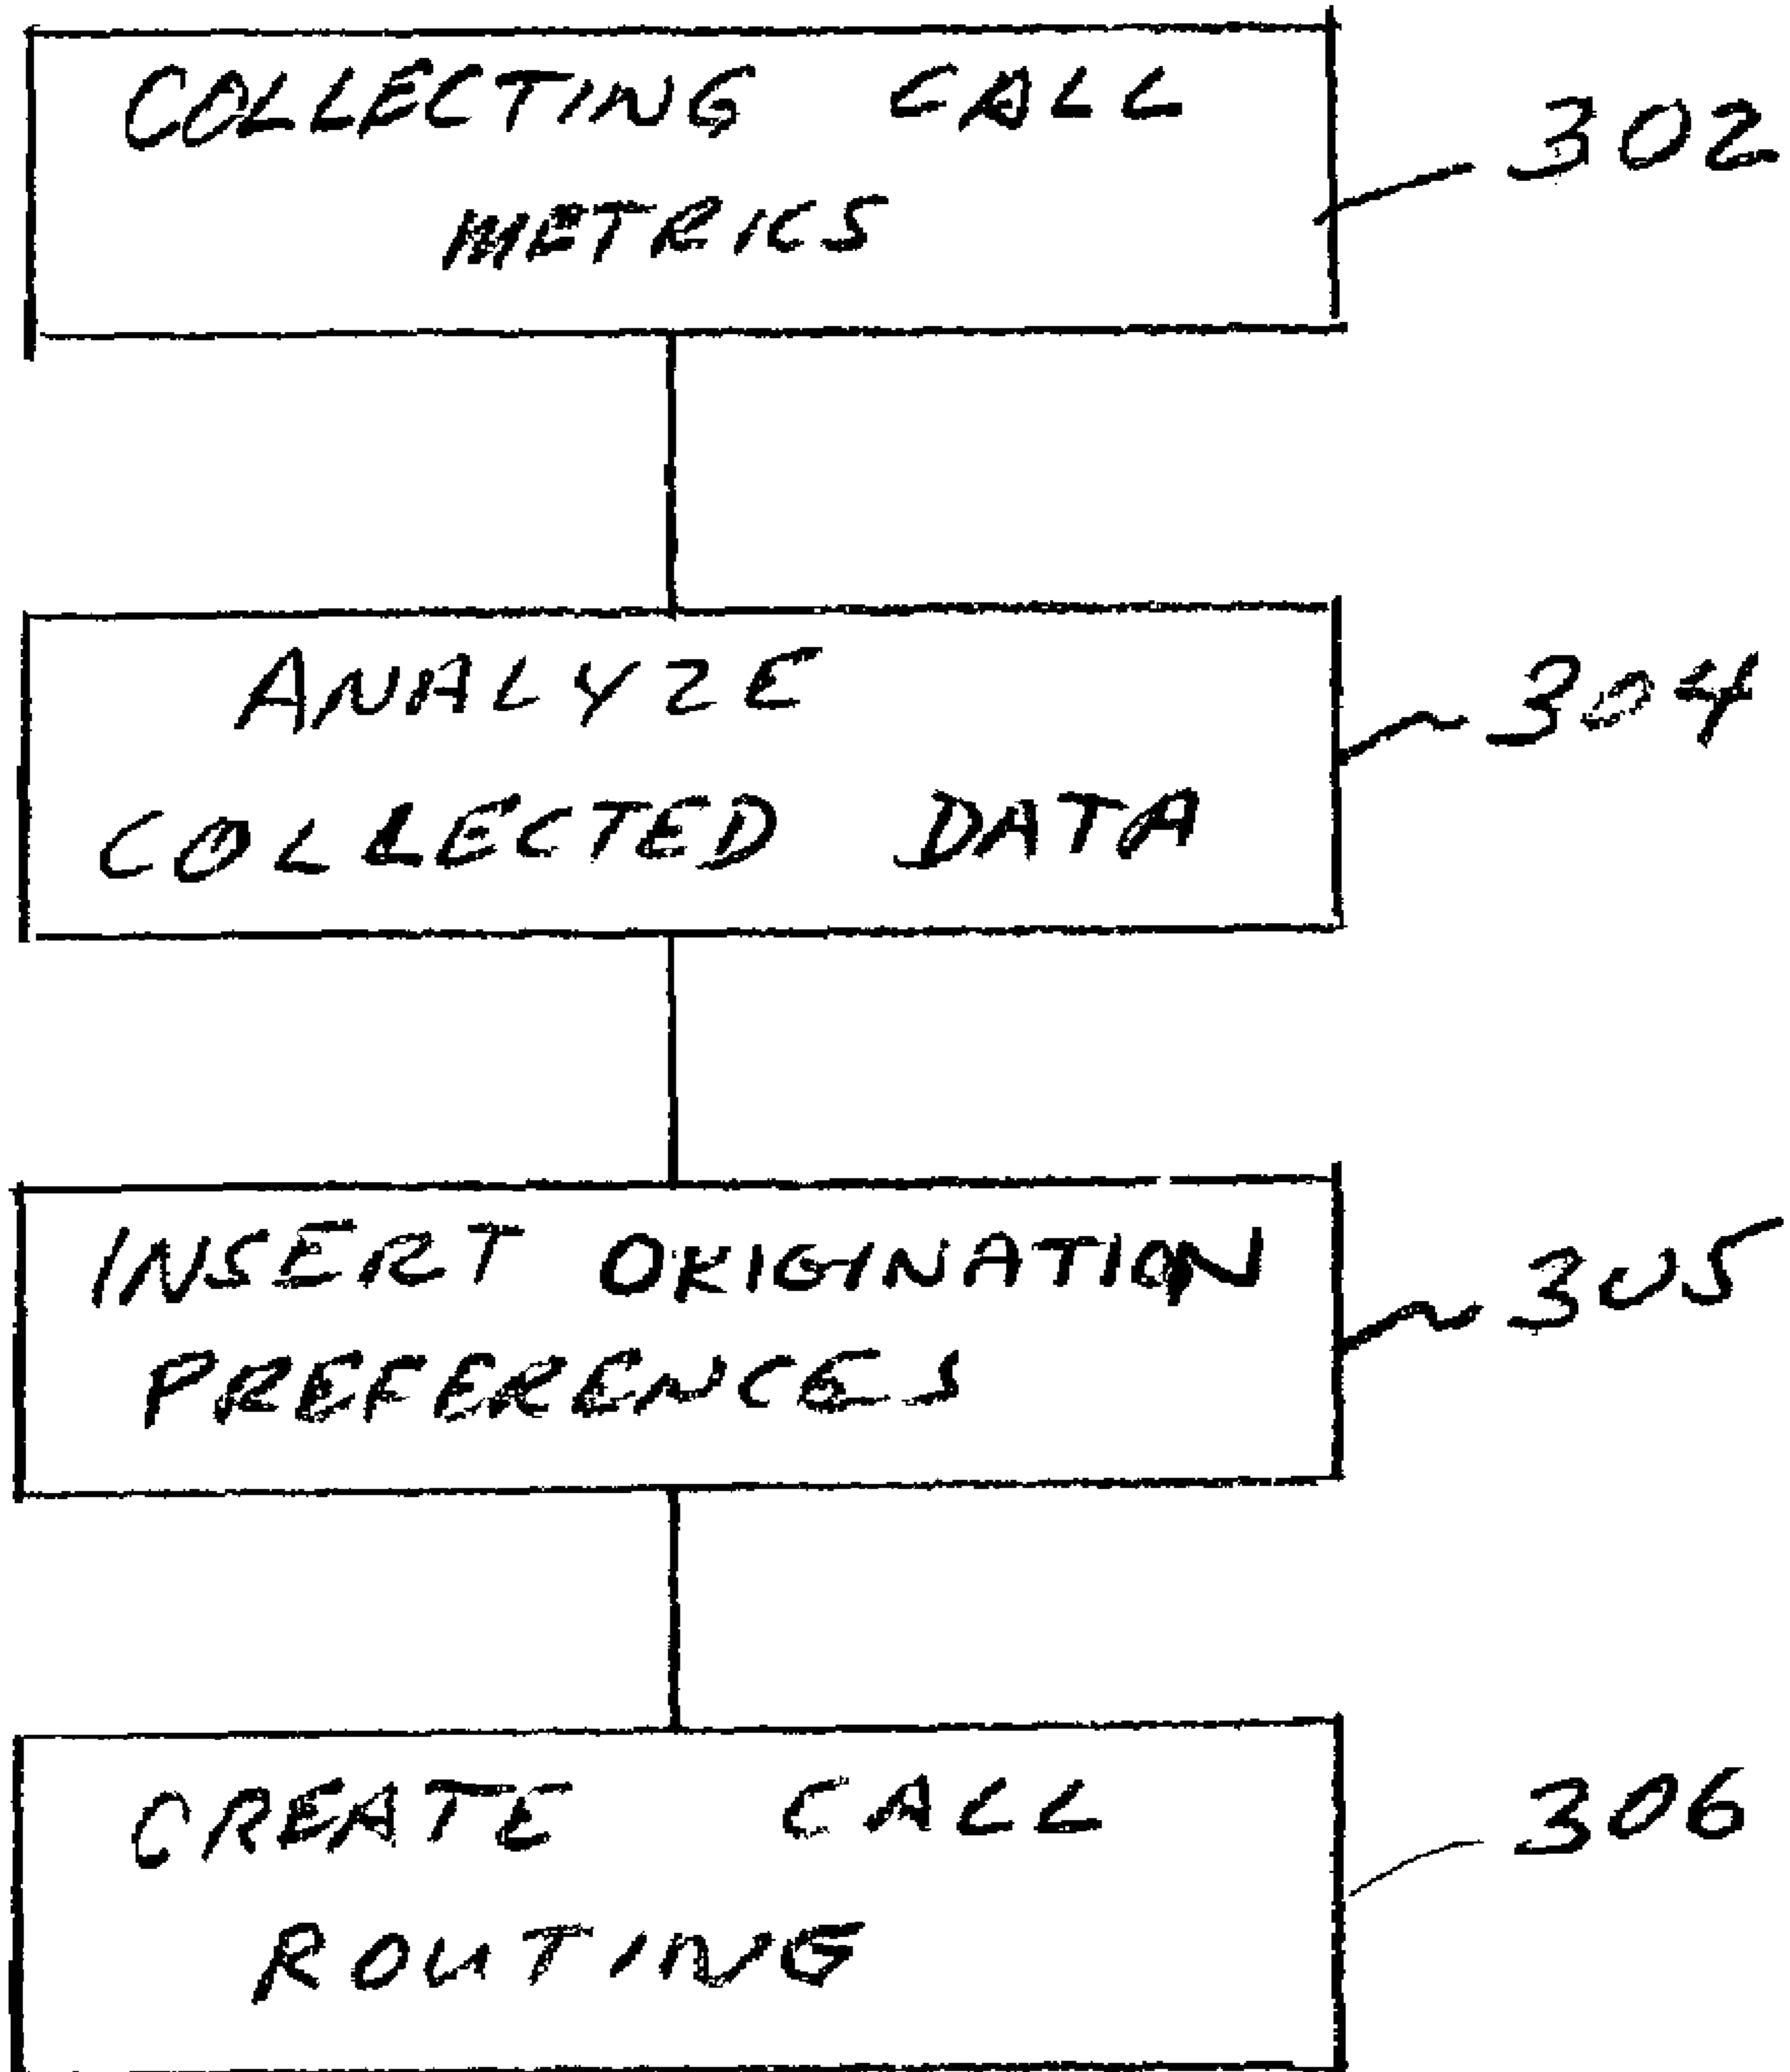 COLLECTING CALL
METRICS
302
ANALYZE
COLLECTED DATA
304
INSERT ORIGINATION
PREFERENCES
305
CREATE CALL
ROUTING
306